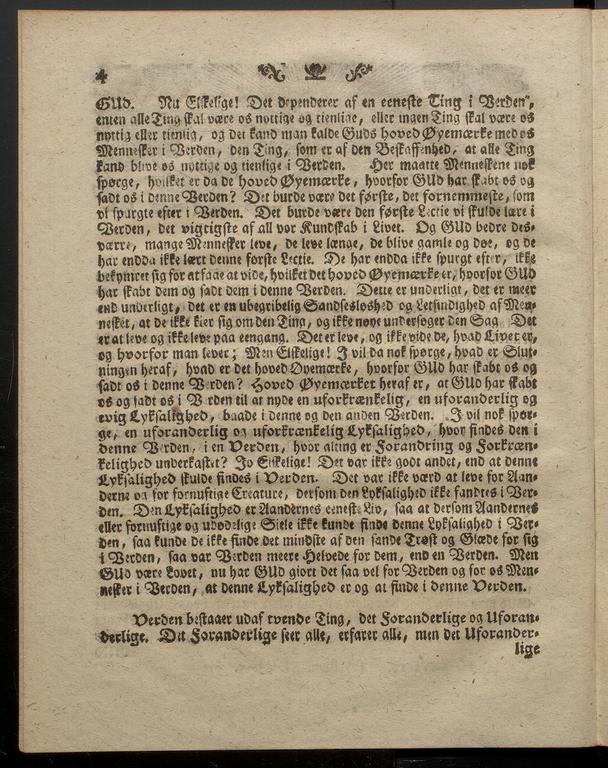 4
GUd. Nu Elskelige! Det dependerer af en eeneste Ting i Verden,
enten alle Ting skal være os nyttige og tienlige, eller ingen Ting skal være os
nyttig eller tienlig, og det kand man kalde Guds hoved Øyemærke med os
Mennesker i Verden, den Ting, som er af den Beskaffenhed, at alle Ting
kand blive os nyttige og tienlige i Verden. Her maatte Menneskene nok
spørge, hvilket er da de hoved Øyemærke, hvorfor GUd har skabt os og
sadt os i denne Verden? Det burde være det første, det fornemmeste, som
vi spurgte efter i Verden. Det burde være den første Lectie vi skulde lære i
Verden, det vigtigste af all vor Kundskab i Livet. Og GUd bedre des-
værre, mange Mennesker leve, de leve længe, de blive gamle og døe, og de
har endda ikke lært denne første Lectie. De har endda ikke spurgt efter, ikke
bekymret sig for at faae at vide, hvilket det hoved Øyemærke er, hvorfor GUd
har skabt dem og sadt dem i denne Verden. Dette er underligt, det er meer
end underligt, det er en ubegribelig Sandsesløshed og Letsindighed af Men-
nesket, at de ikke kier sig om den Ting, og ikke nøye undersøger den Sag. Det
er at leve og ikke leve paa eengang. Det er leve, og ikke vide de, hvad Livet er,
og hvorfor man lever; Men Elskelige! I vil da nok spørge, hvad er Slut-
ningen heraf, hvad er det hoved Øyemærke, hvorfor GUd har skabt os og
sadt os i denne Verden? Hoved Øyemærket heraf er, at GUd har skabt
os og sadt os i Verden til at nyde en uforkrænkelig, en uforanderlig og
evig Lyksalighed, baade i denne og den anden Verden. I vil nok spør-
ge, en uforanderlig og uforkrænkelig Lyksalighed, hvor findes den i
denne Verden, i en Verden, hvor alting er Forandring og Forkræn-
kelighed underkastet? Jo Elskelige! Det var ikke godt andet, end at denne
Lyksalighed skulde findes i Verden. Det var ikke værd at leve for Aan-
derne og for fornuftige Creature, dersom den Lyksalighed ikke fandtes i Ver-
den. Den Lyksalighed er Aandernes eeneste Liv, saa at dersom Aandernes
eller fornuftige og udødelige Siele ikke kunde finde denne Lyksalighed i Ver-
den, saa kunde de ikke finde det mindste af den sande Trøst og Glæde for sig
i Verden, saa var Verden meere Helvede for dem, end en Verden. Men
GUd være Lovet, nu har GUd giort det saa vel for Verden og for os Men-
nesker i Verden, at denne Lyksalighed er og at finde i denne Verden.
Verden bestaaer udaf tvende Ting, det Foranderlige og Uforan-
derlige. Det Foranderlige seer alle, erfarer alle, men det Uforander-
lige